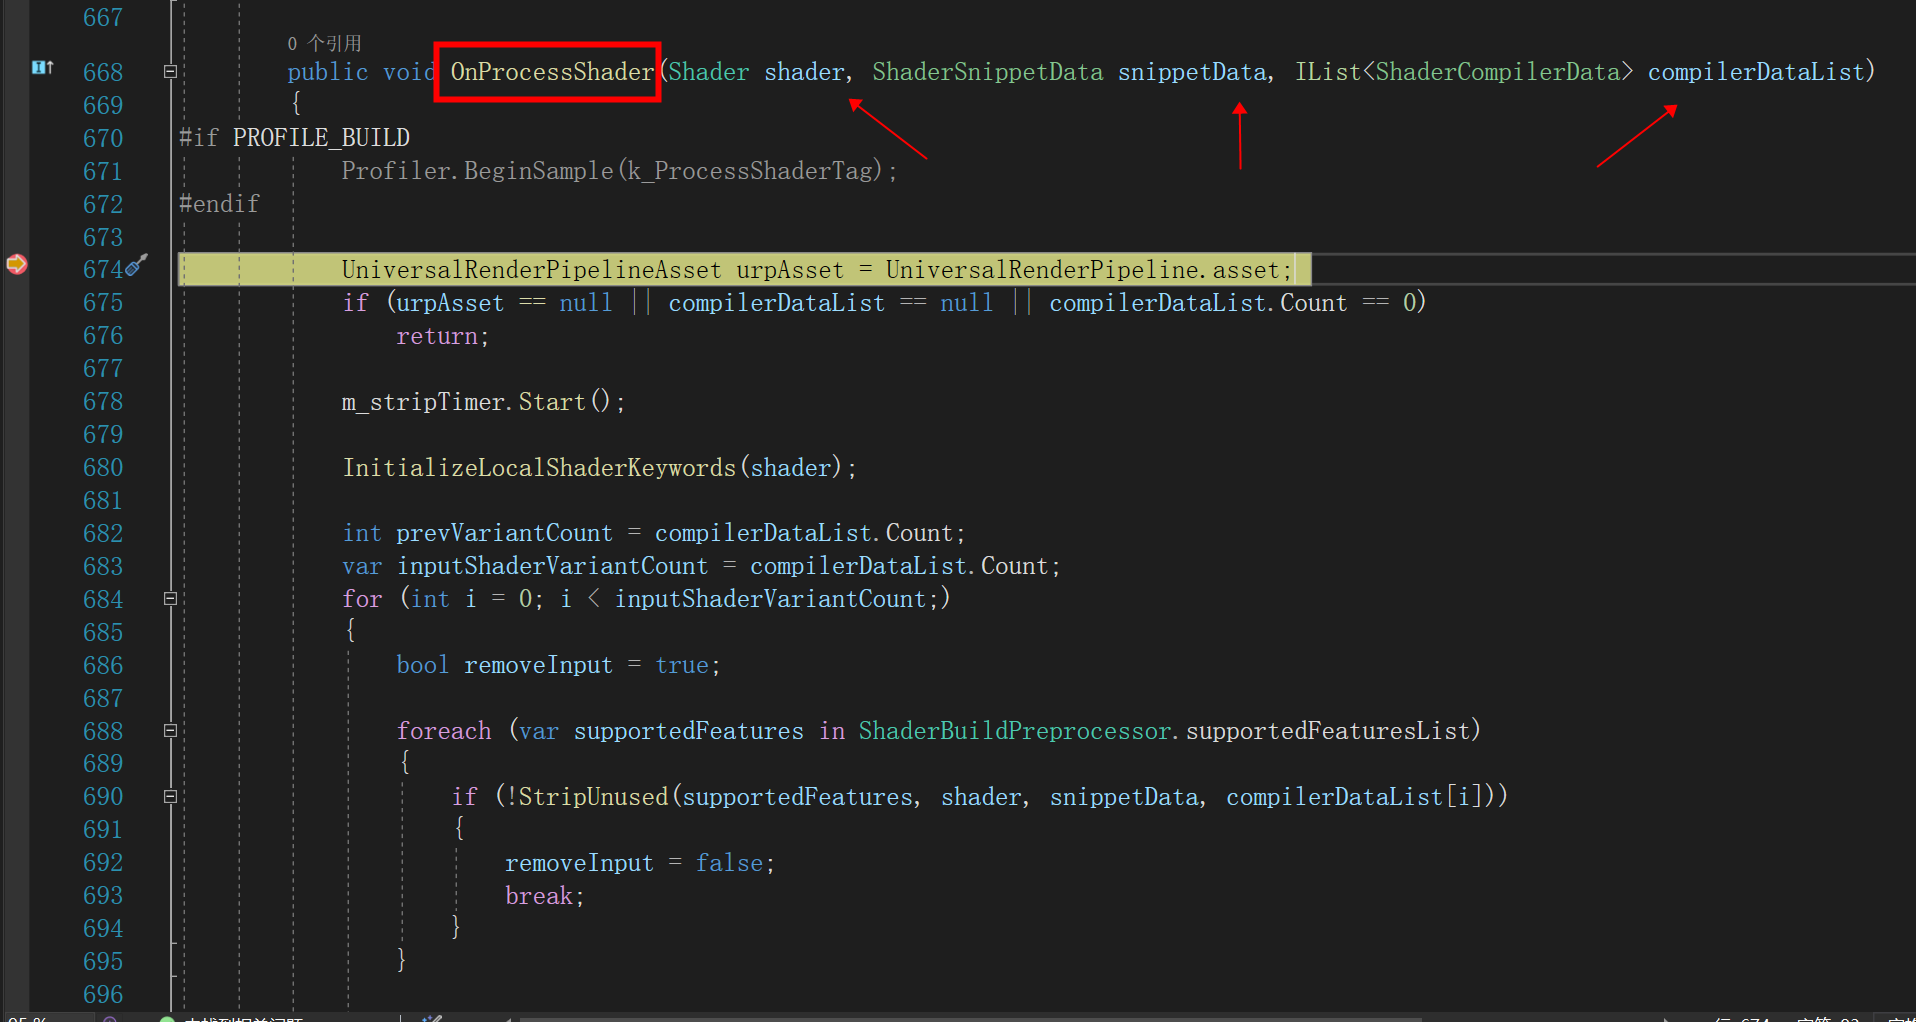 667
0 个引用
668 public void OnProcessShader(Shader shader, ShaderSnippetData snippetData, IList<ShaderCompilerData> compilerDataList)
669 {
670 #if PROFILE_BUILD
671 Profiler.BeginSample(k_ProcessShaderTag);
672 #endif
673
674 UniversalRenderPipelineAsset urpAsset = UniversalRenderPipeline.asset;
675 if (urpAsset == null || compilerDataList == null || compilerDataList.Count == 0)
676 return;
677
678 m_stripTimer.Start();
679
680 InitializeLocalShaderKeywords(shader);
681
682 int prevVariantCount = compilerDataList.Count;
683 var inputShaderVariantCount = compilerDataList.Count;
684 for (int i = 0; i < inputShaderVariantCount;)
685 {
686 bool removeInput = true;
687
688 foreach (var supportedFeatures in ShaderBuildPreprocessor.supportedFeaturesList)
689 {
690 if (!StripUnused(supportedFeatures, shader, snippetData, compilerDataList[i]))
691 {
692 removeInput = false;
693 break;
694 }
695 }
696